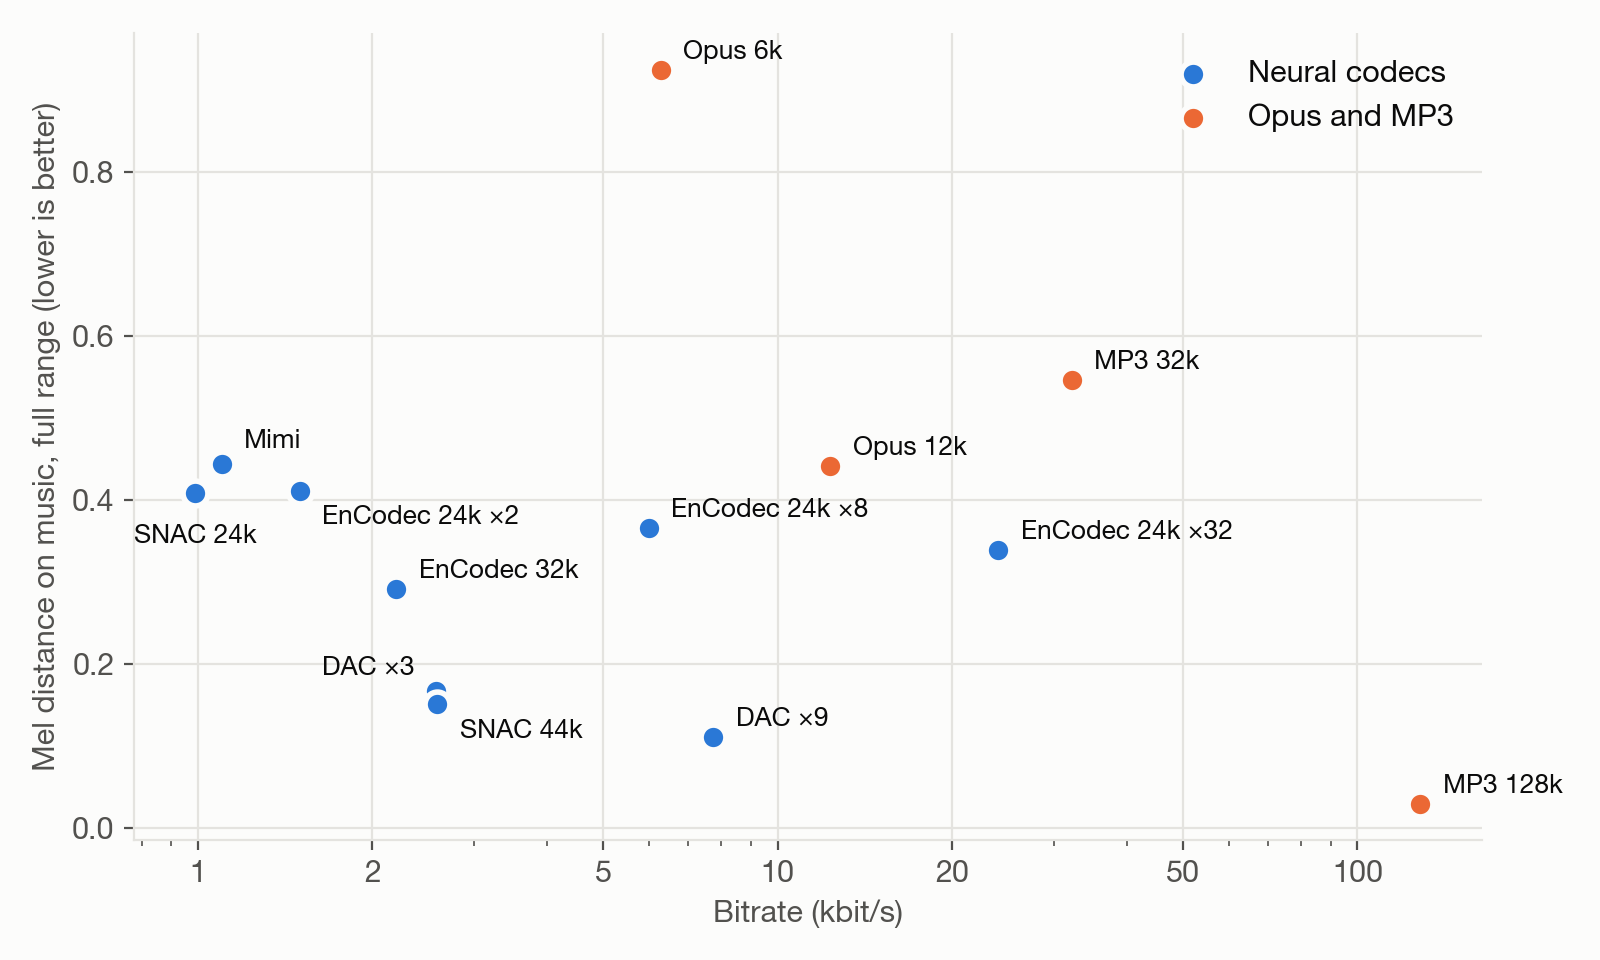 Opus 6k
Neural codecs
Opus and MP3
Mel distance on music, full range (lower is better)
0.8
0.6
0.4
0.2
0.0
MP3 32k
Mimi
Opus 12k
SNAC 24k
EnCodec 24k ×2
EnCodec 24k ×8
EnCodec 24k ×32
EnCodec 32k
DAC ×3
SNAC 44k
DAC ×9
MP3 128k
1
2
5
10
20
50
100
Bitrate (kbit/s)